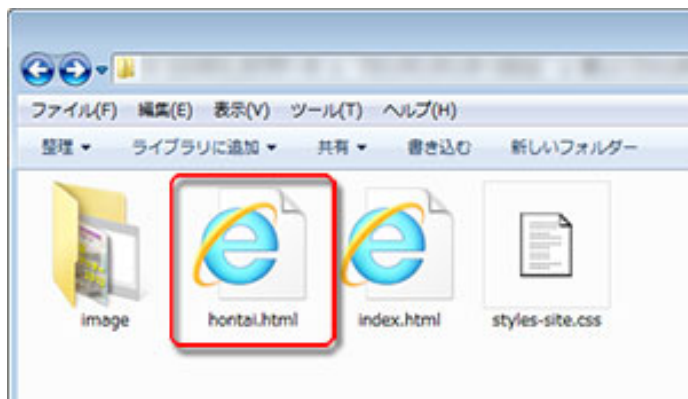 ファイル(F) 編集(E) 表示(V) ツール(T) ヘルプ(H)
整理 ライブラリに追加 共有 書き込む 新しいフォルダー
image hontai.html index.html styles-site.css